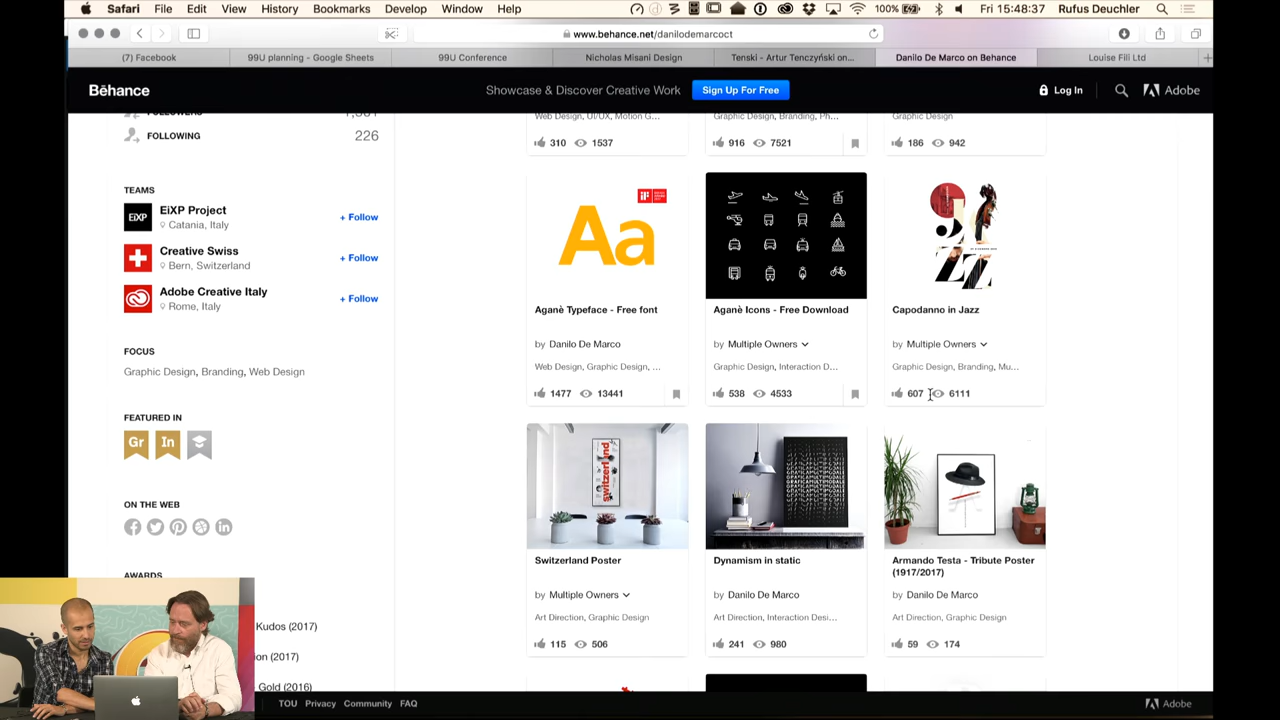 Safari File Edit View History Bookmarks Develop Window Help 100% Fri 15:48:37 Rufus Deuchler
www.behance.net/danilodemarcoct
(7) Facebook 99U planning - Google Sheets 99U Conference Nicholas Misani Design Tenski - Artur Tenczyński on... Danilo De Marco on Behance Louise Fili Ltd
Bēhance Showcase & Discover Creative Work Sign Up For Free Log In Adobe
FOLLOWERS
FOLLOWING 226
TEAMS
EiXP
EiXP Project
Catania, Italy
+ Follow
Creative Swiss
Bern, Switzerland
+ Follow
Adobe Creative Italy
Rome, Italy
+ Follow
FOCUS
Graphic Design, Branding, Web Design
FEATURED IN
Gr In
ON THE WEB
AWARDS
Kudos (2017)
on (2017)
Gold (2016)
Web Design, UI/UX, Motion G...
310 1537
Graphic Design, Branding, Ph...
916 7521
Graphic Design
186 942
iF
Aa
Aganè Typeface - Free font
by Danilo De Marco
Web Design, Graphic Design, ...
1477 13441
Aganè Icons - Free Download
by Multiple Owners
Graphic Design, Interaction D...
538 4533
Capodanno in Jazz
by Multiple Owners
Graphic Design, Branding, Mu...
607 6111
switzerland
Switzerland Poster
by Multiple Owners
Art Direction, Graphic Design
115 506
Dynamism in static
by Danilo De Marco
Art Direction, Interaction Desi...
241 980
Armando Testa - Tribute Poster
(1917/2017)
by Danilo De Marco
Art Direction, Graphic Design
59 174
TOU Privacy Community FAQ Adobe